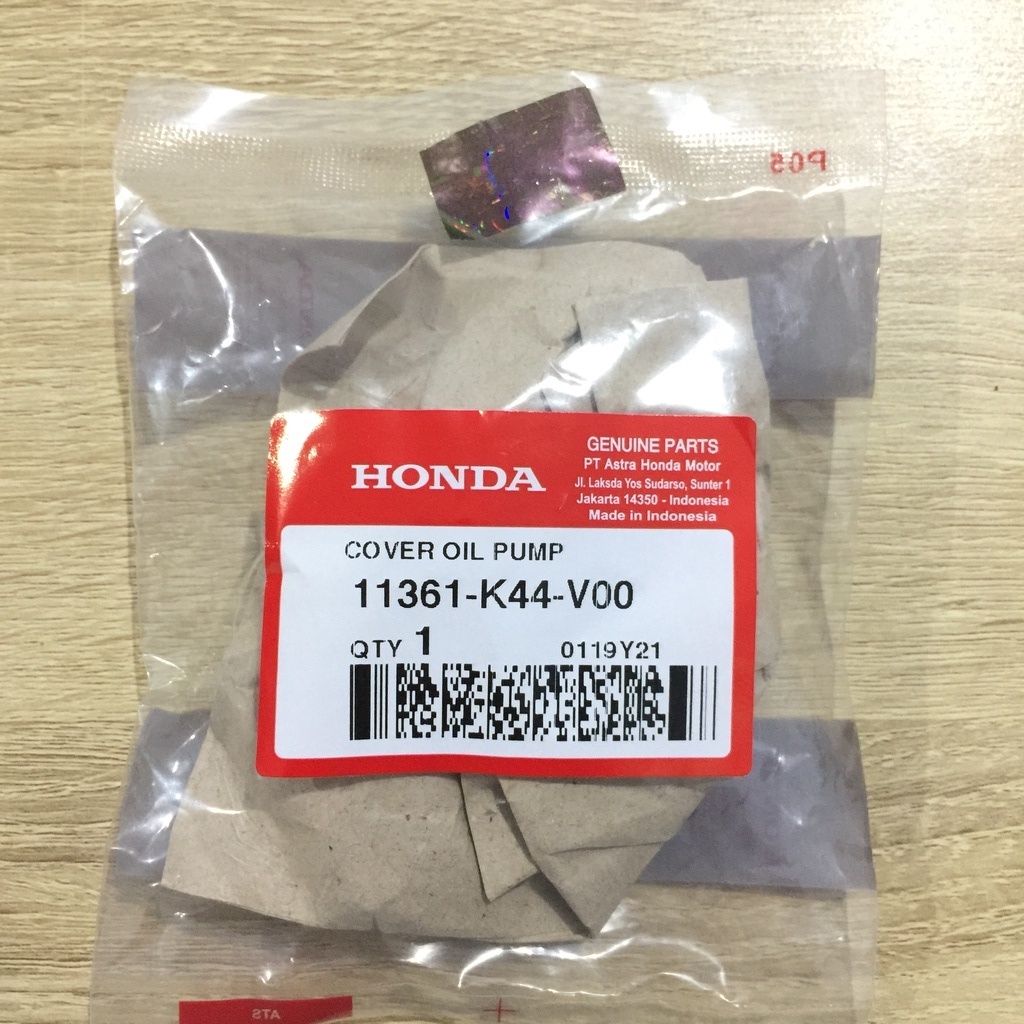 P05
HONDA
GENUINE PARTS
PT Astra Honda Motor
Jl. Laksda Yos Sudarso, Sunter 1
Jakarta 14350 - Indonesia
Made in Indonesia
COVER OIL PUMP
11361-K44-V00
QTY 1
0119Y21
ATS